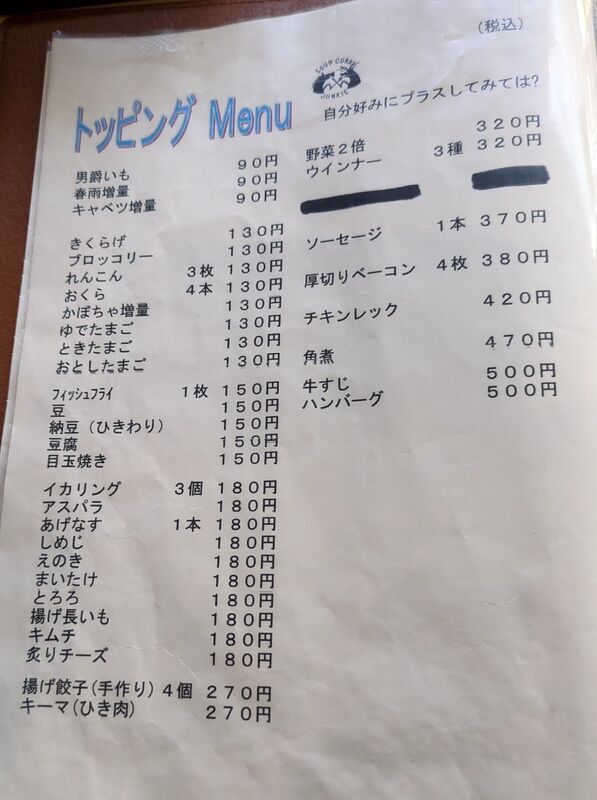 (税込)
SOUP CURRY
JUNKIE
トッピング Menu
自分好みにプラスしてみては?
男爵いも 90円
春雨増量 90円
キャベツ増量 90円
きくらげ 130円
ブロッコリー 130円
れんこん 3枚 130円
おくら 4本 130円
かぼちゃ増量 130円
ゆでたまご 130円
ときたまご 130円
おとしたまご 130円
フィッシュフライ 1枚 150円
豆 150円
納豆(ひきわり) 150円
豆腐 150円
目玉焼き 150円
イカリング 3個 180円
アスパラ 180円
あげなす 1本 180円
しめじ 180円
えのき 180円
まいたけ 180円
とろろ 180円
揚げ長いも 180円
キムチ 180円
炙りチーズ 180円
揚げ餃子(手作り) 4個 270円
キーマ(ひき肉) 270円
野菜2倍 320円
ウインナー 3種 320円
ソーセージ 1本 370円
厚切りベーコン 4枚 380円
チキンレック 420円
角煮 470円
牛すじ 500円
ハンバーグ 500円